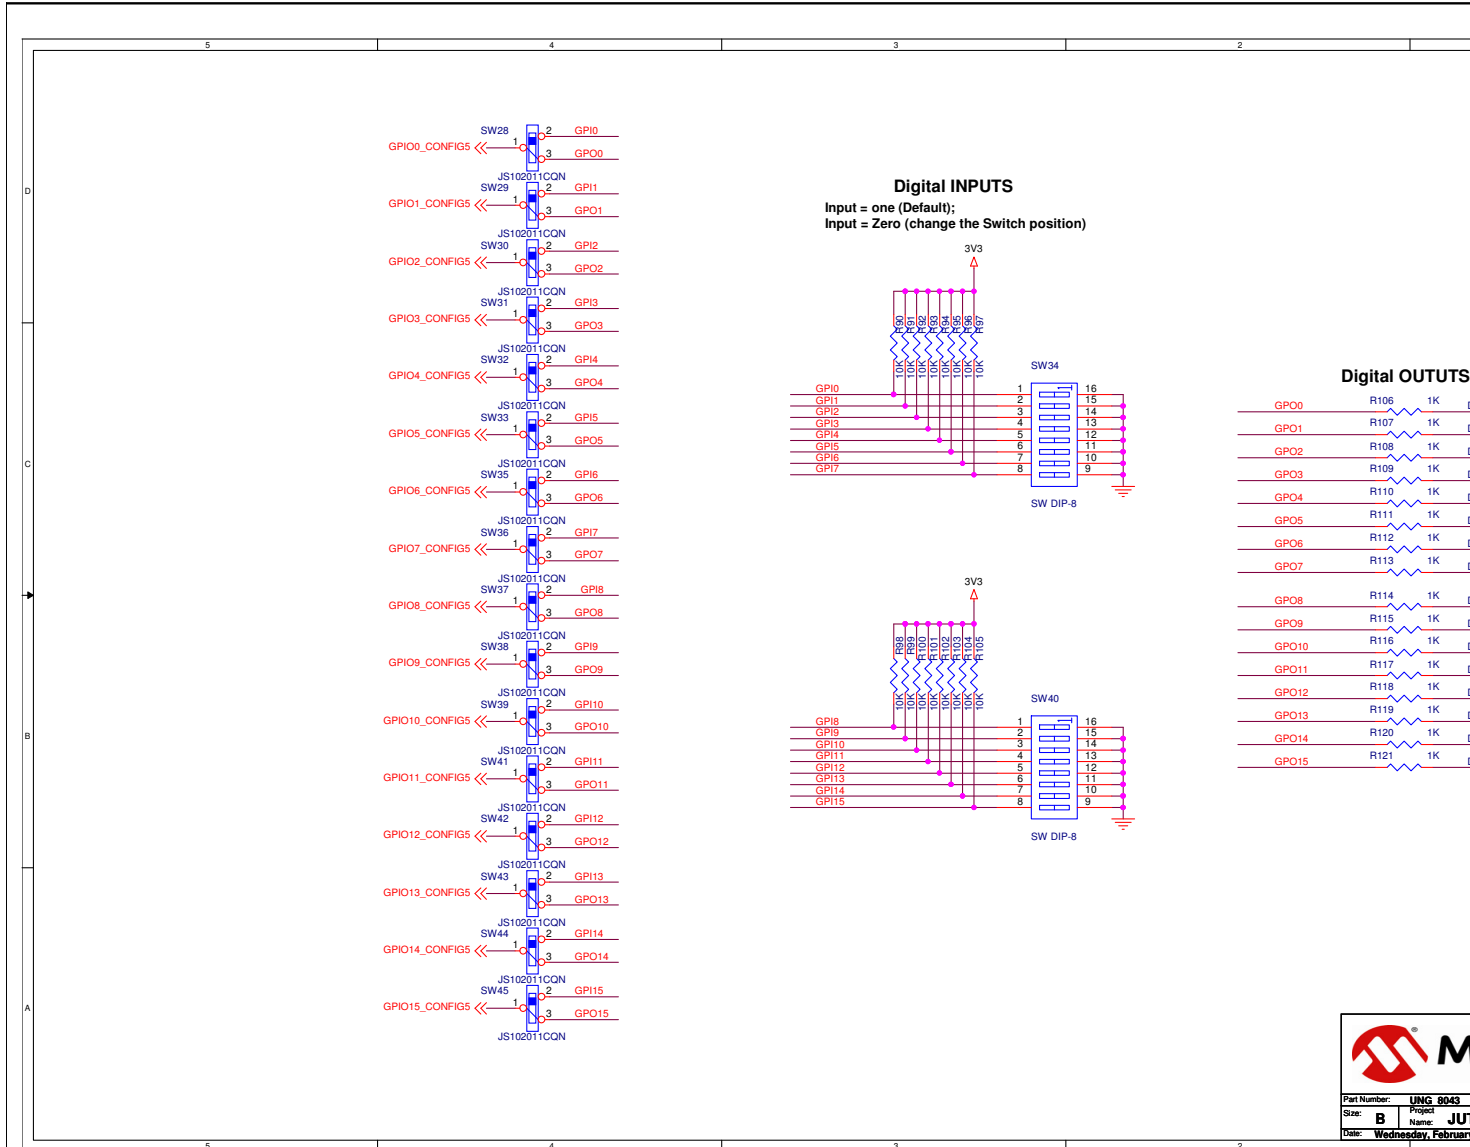 5
4
3
2
D
C
B
A
SW28
GPIO0_CONFIG5
1
2
GPI0
3
GPO0
JS102011CQN
SW29
GPIO1_CONFIG5
1
2
GPI1
3
GPO1
JS102011CQN
SW30
GPIO2_CONFIG5
1
2
GPI2
3
GPO2
JS102011CQN
SW31
GPIO3_CONFIG5
1
2
GPI3
3
GPO3
JS102011CQN
SW32
GPIO4_CONFIG5
1
2
GPI4
3
GPO4
JS102011CQN
SW33
GPIO5_CONFIG5
1
2
GPI5
3
GPO5
JS102011CQN
SW35
GPIO6_CONFIG5
1
2
GPI6
3
GPO6
JS102011CQN
SW36
GPIO7_CONFIG5
1
2
GPI7
3
GPO7
JS102011CQN
SW37
GPIO8_CONFIG5
1
2
GPI8
3
GPO8
JS102011CQN
SW38
GPIO9_CONFIG5
1
2
GPI9
3
GPO9
JS102011CQN
SW39
GPIO10_CONFIG5
1
2
GPI10
3
GPO10
JS102011CQN
SW41
GPIO11_CONFIG5
1
2
GPI11
3
GPO11
JS102011CQN
SW42
GPIO12_CONFIG5
1
2
GPI12
3
GPO12
JS102011CQN
SW43
GPIO13_CONFIG5
1
2
GPI13
3
GPO13
JS102011CQN
SW44
GPIO14_CONFIG5
1
2
GPI14
3
GPO14
JS102011CQN
SW45
GPIO15_CONFIG5
1
2
GPI15
3
GPO15
JS102011CQN
Digital INPUTS
Input = one (Default);
Input = Zero (change the Switch position)
3V3
R90 R91 R92 R93 R94 R95 R96 R97
10K 10K 10K 10K 10K 10K 10K 10K
SW34
GPI0 1 16
GPI1 2 15
GPI2 3 14
GPI3 4 13
GPI4 5 12
GPI5 6 11
GPI6 7 10
GPI7 8 9
SW DIP-8
3V3
R98 R99 R100 R101 R102 R103 R104 R105
10K 10K 10K 10K 10K 10K 10K 10K
SW40
GPI8 1 16
GPI9 2 15
GPI10 3 14
GPI11 4 13
GPI12 5 12
GPI13 6 11
GPI14 7 10
GPI15 8 9
SW DIP-8
Digital OUTUTS
GPO0 R106 1K
GPO1 R107 1K
GPO2 R108 1K
GPO3 R109 1K
GPO4 R110 1K
GPO5 R111 1K
GPO6 R112 1K
GPO7 R113 1K
GPO8 R114 1K
GPO9 R115 1K
GPO10 R116 1K
GPO11 R117 1K
GPO12 R118 1K
GPO13 R119 1K
GPO14 R120 1K
GPO15 R121 1K
Part Number: UNG 8043
Size: B Project Name: JU
Date: Wednesday, Februar
5
4
3
2